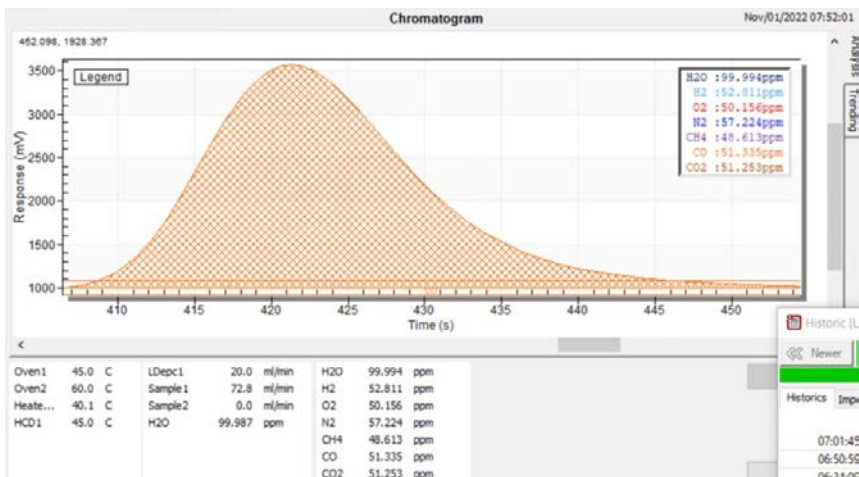 Chromatogram
Nov/01/2022 07:52:01
462.098, 1928.367
Analysis
Trending
Legend
H2O :99.994ppm
H2 :52.811ppm
O2 :50.156ppm
N2 :57.224ppm
CH4 :48.613ppm
CO :51.335ppm
CO2 :51.253ppm
Response (mV)
3500
3000
2500
2000
1500
1000
410 415 420 425 430 435 440 445 450
Time (s)
Historic [L
Newer
Historics Impe
07:01:45
06:50:59
Oven1 45.0 C LDepc1 20.0 ml/min H2O 99.994 ppm
Oven2 60.0 C Sample1 72.8 ml/min H2 52.811 ppm
Heate... 40.1 C Sample2 0.0 ml/min O2 50.156 ppm
HCD1 45.0 C H2O 99.987 ppm N2 57.224 ppm
CH4 48.613 ppm
CO 51.335 ppm
CO2 51.253 ppm